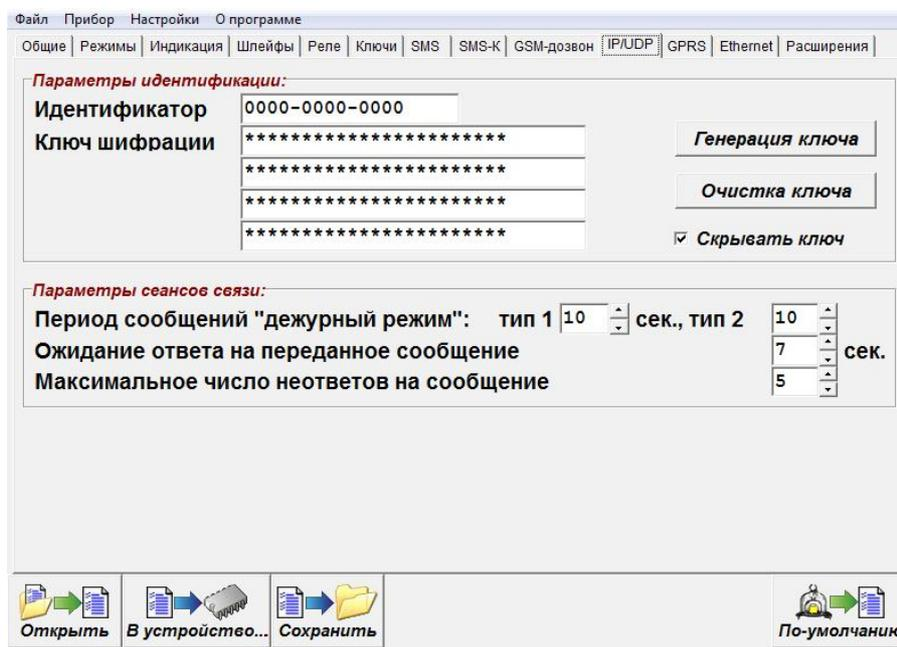 Файл Прибор Настройки О программе
Общие Режимы Индикация Шлейфы Реле Ключи SMS SMS-K GSM-дозвон IP/UDP GPRS Ethernet Расширения
Параметры идентификации:
Идентификатор 0000-0000-0000
Ключ шифрации ************************ Генерация ключа
************************
Очистка ключа
************************
************************ Скрывать ключ
Параметры сеансов связи:
Период сообщений "дежурный режим": тип 1 10 сек., тип 2 10
Ожидание ответа на переданное сообщение 7 сек.
Максимальное число неответов на сообщение 5
Открыть В устройство... Сохранить По-умолчанию